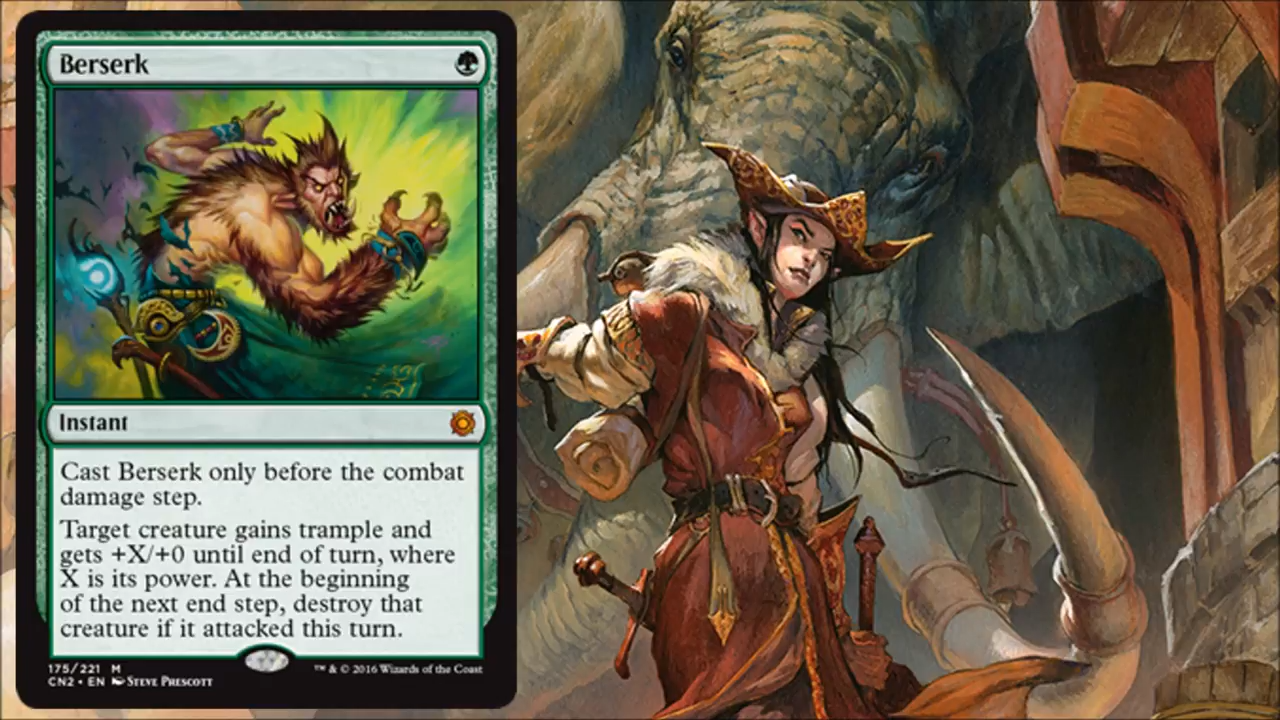 Berserk
Instant
Cast Berserk only before the combat
damage step.
Target creature gains trample and
gets +X/+0 until end of turn, where
X is its power. At the beginning
of the next end step, destroy that
creature if it attacked this turn.
175/221 M
™ & © 2016 Wizards of the Coast
CN2 • EN STEVE PRESCOTT